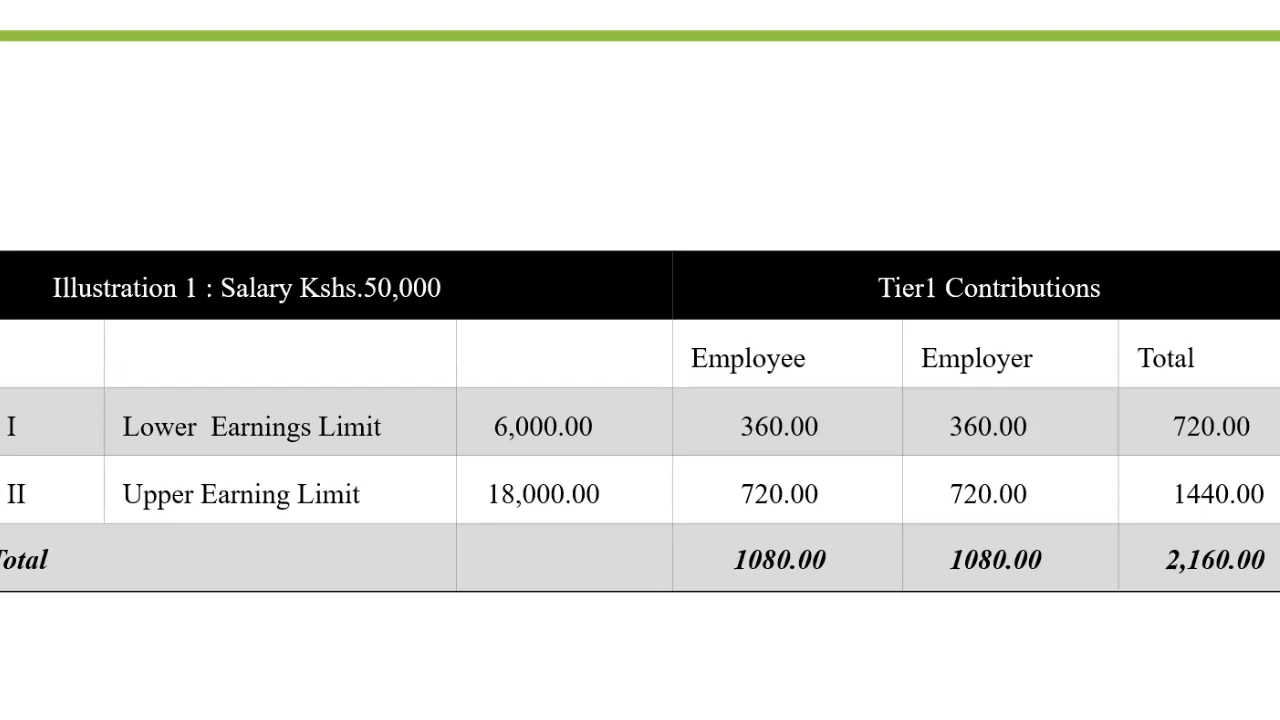 Illustration 1 : Salary Kshs.50,000 Tier1 Contributions
Employee Employer Total
I Lower Earnings Limit 6,000.00 360.00 360.00 720.00
II Upper Earning Limit 18,000.00 720.00 720.00 1440.00
Total 1080.00 1080.00 2,160.00